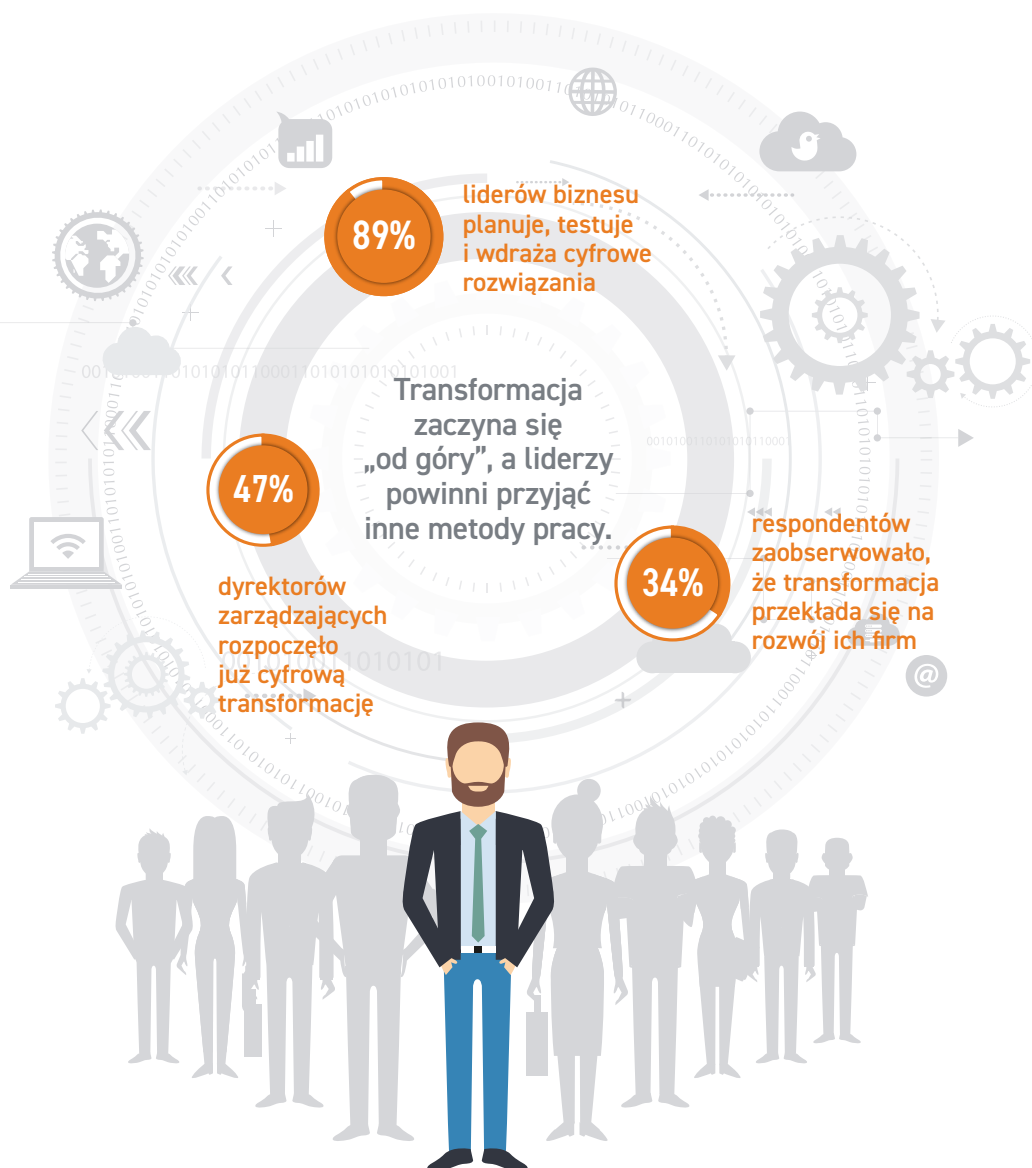 89%
liderów biznesu
planuje, testuje
i wdraża cyfrowe
rozwiązania
Transformacja
zaczyna się
„od góry”, a liderzy
powinni przyjąć
inne metody pracy.
47%
dyrektorów
zarządzających
rozpoczęło
już cyfrową
transformację
34%
respondentów
zaobserwowało,
że transformacja
przekłada się na
rozwój ich firm
@